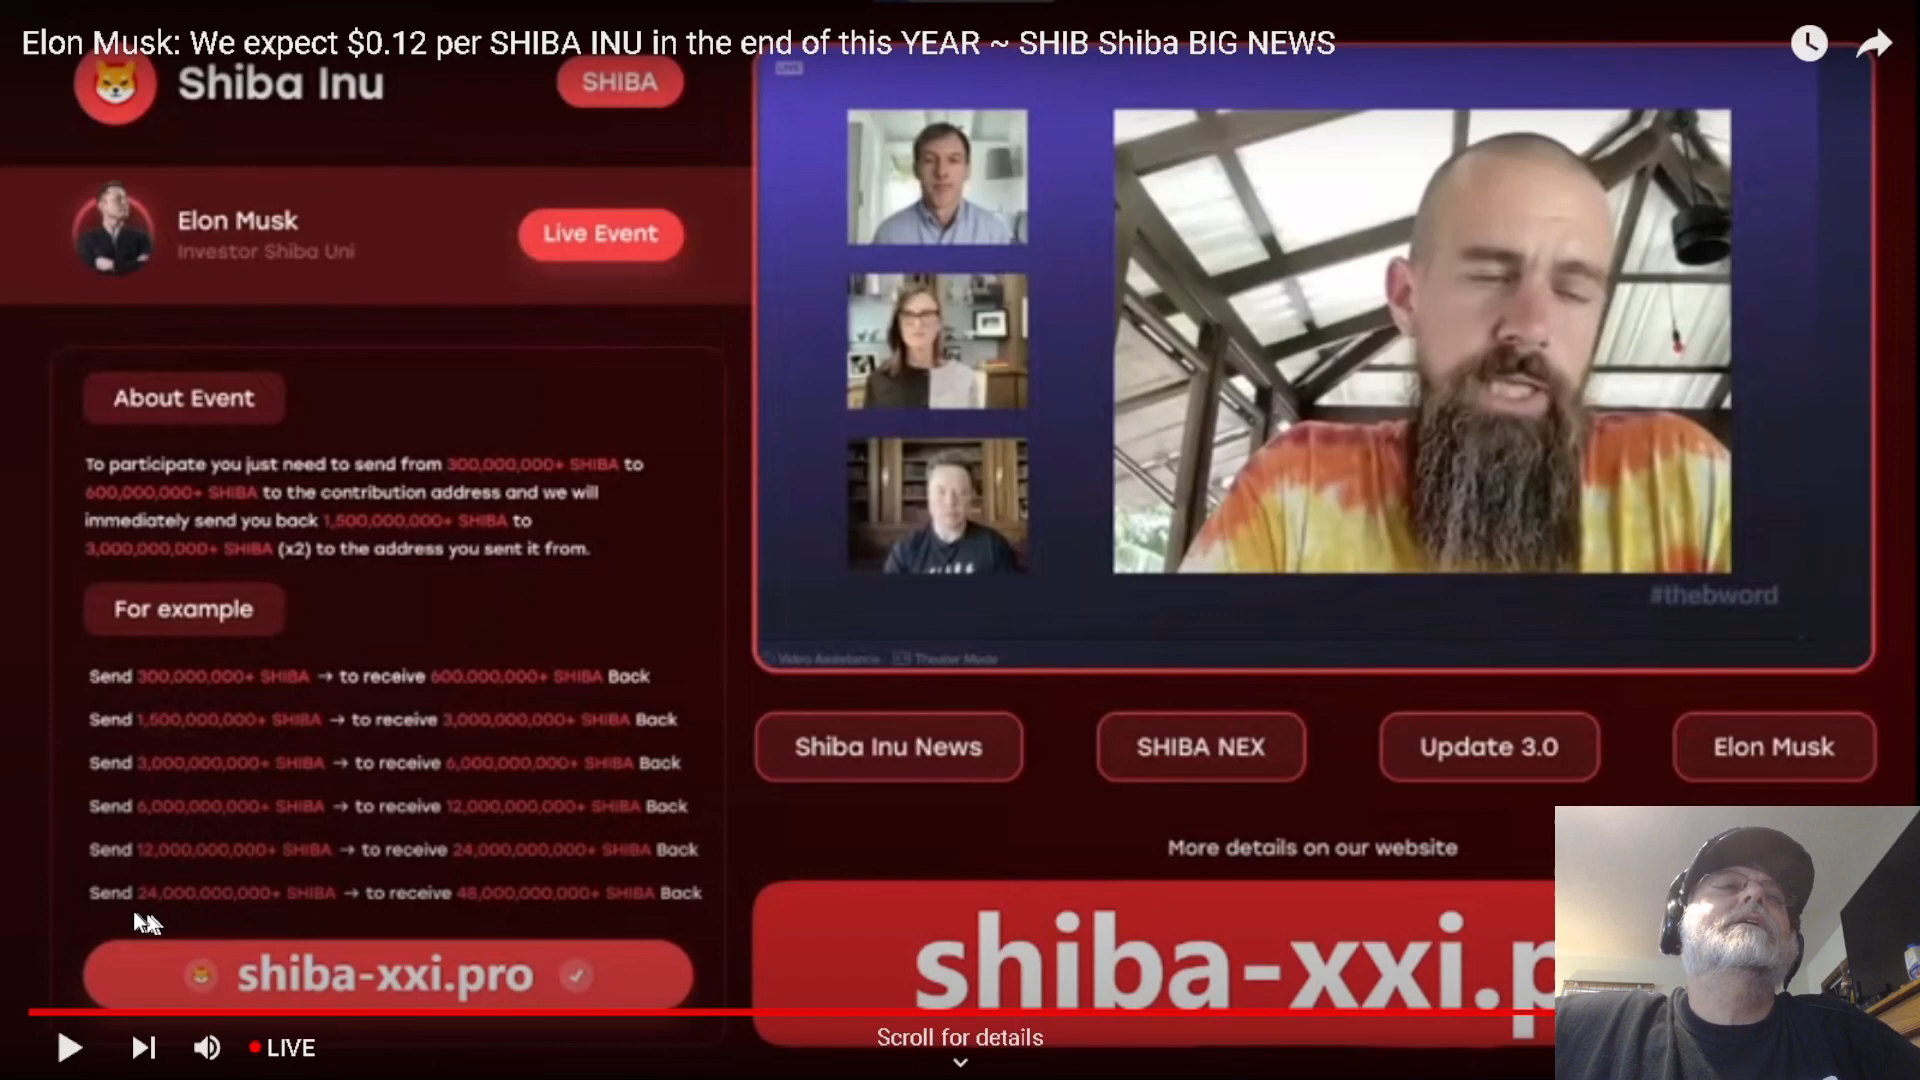 Elon Musk: We expect $0.12 per SHIBA INU in the end of this YEAR ~ SHIB Shiba BIG NEWS
Shiba Inu
SHIBA
Elon Musk
Investor Shiba Uni
Live Event
About Event
To participate you just need to send from 300,000,000+ SHIBA to
600,000,000+ SHIBA to the contribution address and we will
immediately send you back 1,500,000,000+ SHIBA to
3,000,000,000+ SHIBA (x2) to the address you sent it from.
For example
Send 300,000,000+ SHIBA → to receive 600,000,000+ SHIBA Back
Send 1,500,000,000+ SHIBA → to receive 3,000,000,000+ SHIBA Back
Send 3,000,000,000+ SHIBA → to receive 6,000,000,000+ SHIBA Back
Send 6,000,000,000+ SHIBA → to receive 12,000,000,000+ SHIBA Back
Send 12,000,000,000+ SHIBA → to receive 24,000,000,000+ SHIBA Back
Send 24,000,000,000+ SHIBA → to receive 48,000,000,000+ SHIBA Back
shiba-xxi.pro
LIVE
#thebword
Video Assistance
Theater Mode
Shiba Inu News
SHIBA NEX
Update 3.0
Elon Musk
More details on our website
shiba-xxi.p
LIVE
Scroll for details